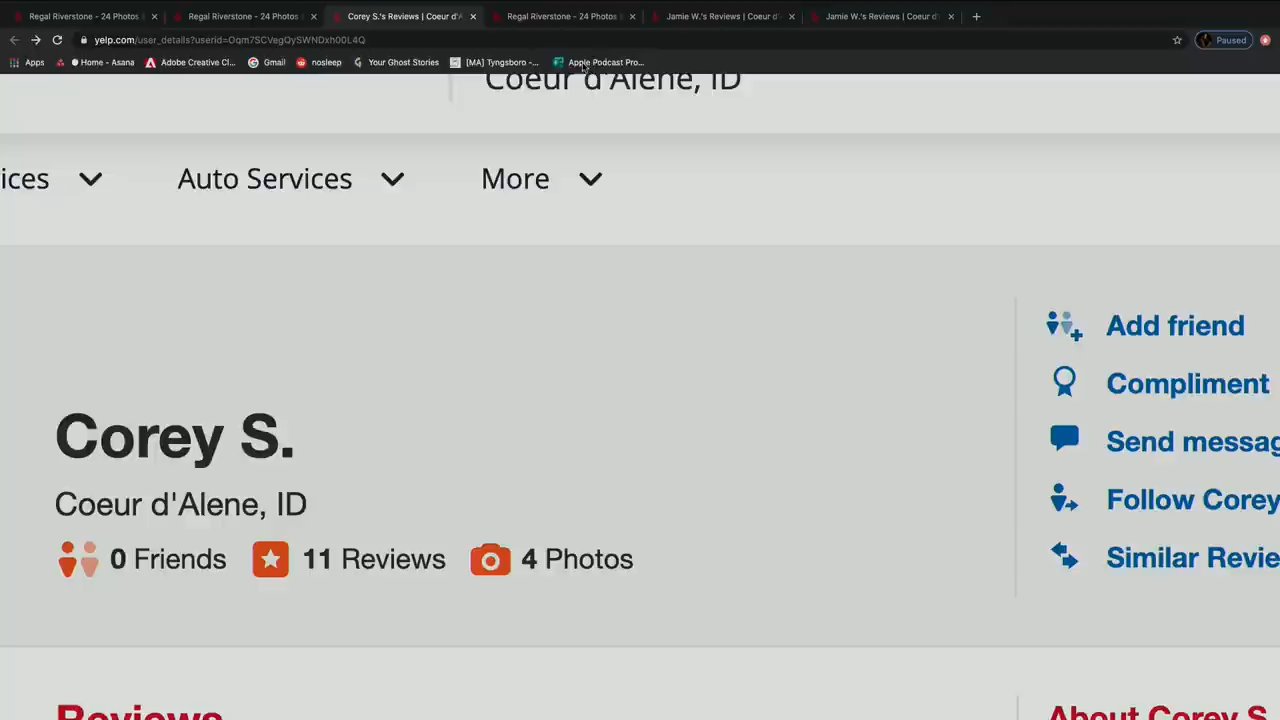 Regal Riverstone - 24 Photos
Regal Riverstone - 24 Photos
Corey S.'s Reviews | Coeur d'A
Regal Riverstone - 24 Photos
Jamie W.'s Reviews | Coeur d'
Jamie W.'s Reviews | Coeur d'
yelp.com/user_details?userid=Oqm7SCVegQySWNDxh00L4Q
Paused
Apps
Home - Asana
Adobe Creative Cl...
Gmail
nosleep
Your Ghost Stories
[MA] Tyngsboro -...
Apple Podcast Pro...
Coeur d'Alene, ID
ices
Auto Services
More
Add friend
Compliment
Corey S.
Send messag
Coeur d'Alene, ID
Follow Corey
0 Friends
11 Reviews
4 Photos
Similar Revie
Reviews
About Corey S